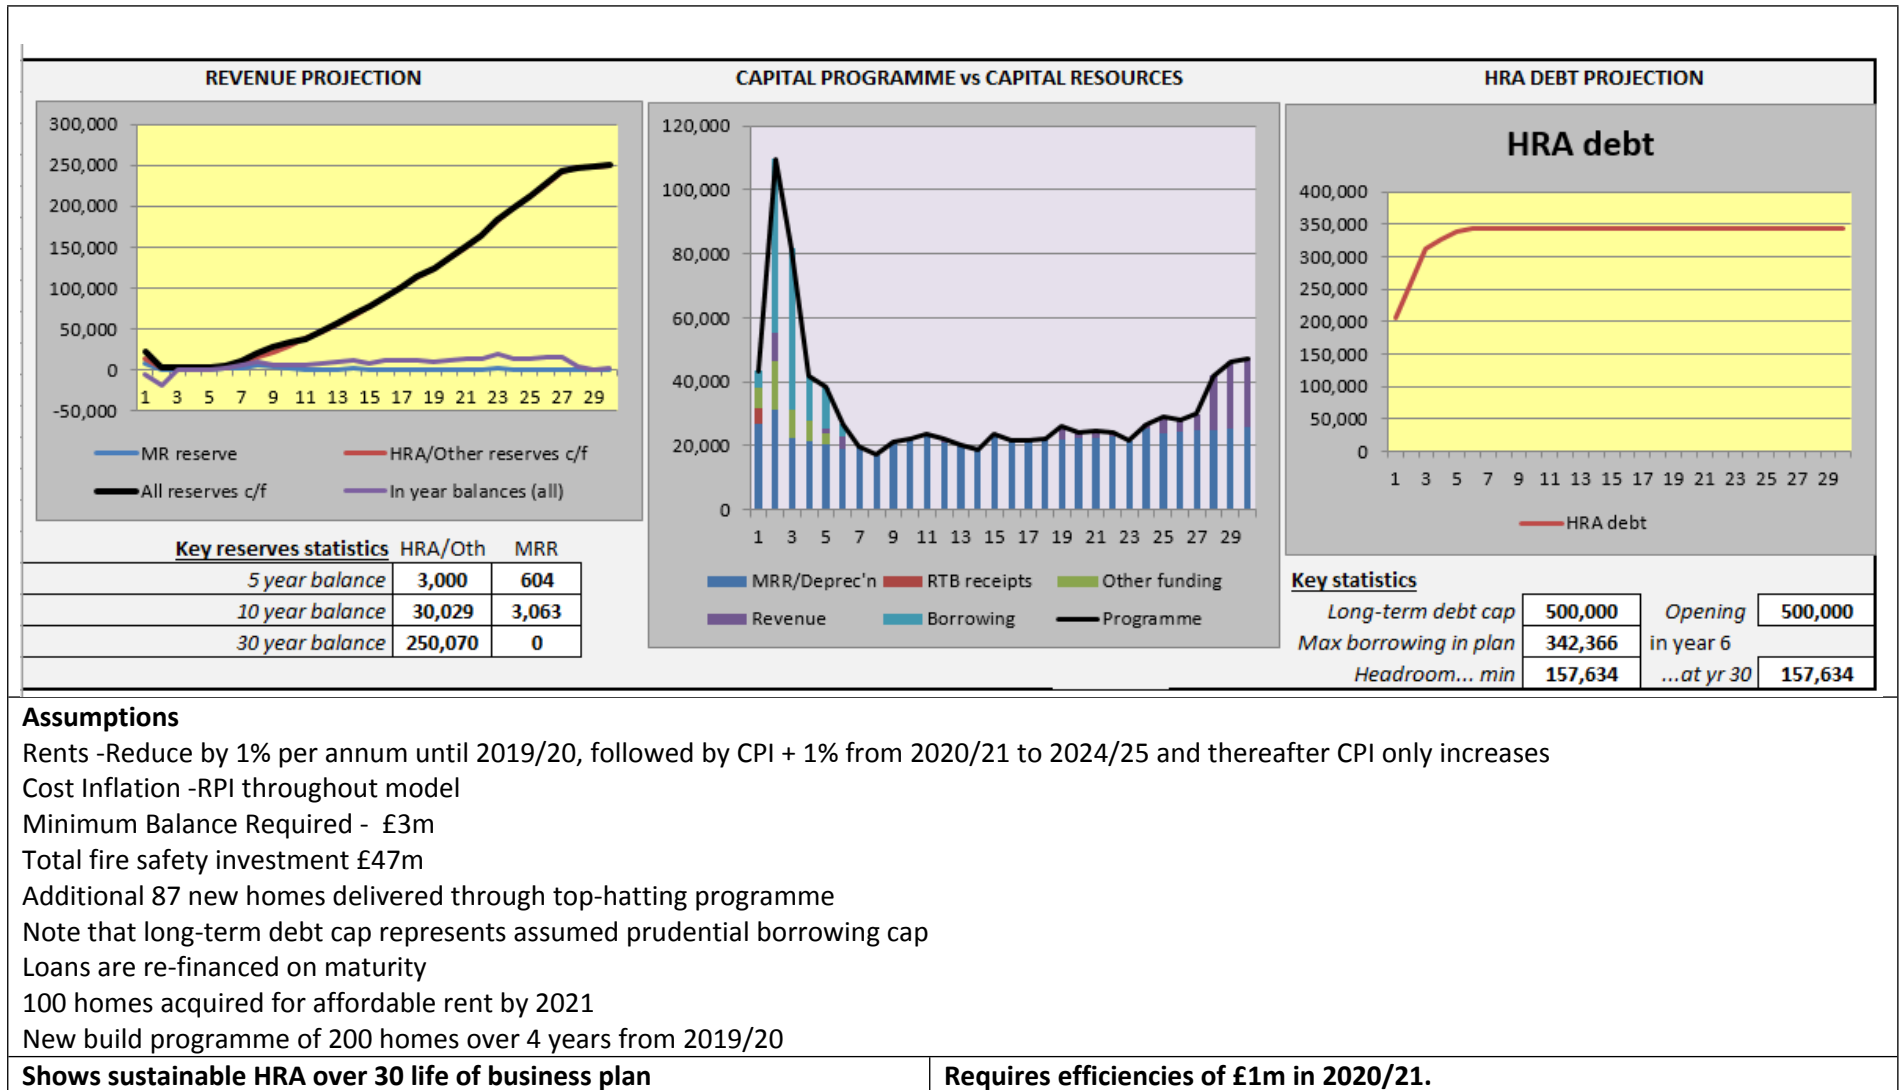 REVENUE PROJECTION
300,000
250,000
200,000
150,000
100,000
50,000
0
-50,000
1 3 5 7 9 11 13 15 17 19 21 23 25 27 29
MR reserve HRA/Other reserves c/f
All reserves c/f In year balances (all)
Key reserves statistics HRA/Oth MRR
5 year balance 3,000 604
10 year balance 30,029 3,063
30 year balance 250,070 0
CAPITAL PROGRAMME vs CAPITAL RESOURCES
120,000
100,000
80,000
60,000
40,000
20,000
0
1 3 5 7 9 11 13 15 17 19 21 23 25 27 29
MRR/Deprec'n RTB receipts Other funding
Revenue Borrowing Programme
HRA DEBT PROJECTION
HRA debt
400,000
350,000
300,000
250,000
200,000
150,000
100,000
50,000
0
1 3 5 7 9 11 13 15 17 19 21 23 25 27 29
HRA debt
Key statistics
Long-term debt cap 500,000 Opening 500,000
Max borrowing in plan 342,366 in year 6
Headroom... min 157,634 ...at yr 30 157,634
Assumptions
Rents -Reduce by 1% per annum until 2019/20, followed by CPI + 1% from 2020/21 to 2024/25 and thereafter CPI only increases
Cost Inflation -RPI throughout model
Minimum Balance Required - £3m
Total fire safety investment £47m
Additional 87 new homes delivered through top-hatting programme
Note that long-term debt cap represents assumed prudential borrowing cap
Loans are re-financed on maturity
100 homes acquired for affordable rent by 2021
New build programme of 200 homes over 4 years from 2019/20
Shows sustainable HRA over 30 life of business plan
Requires efficiencies of £1m in 2020/21.